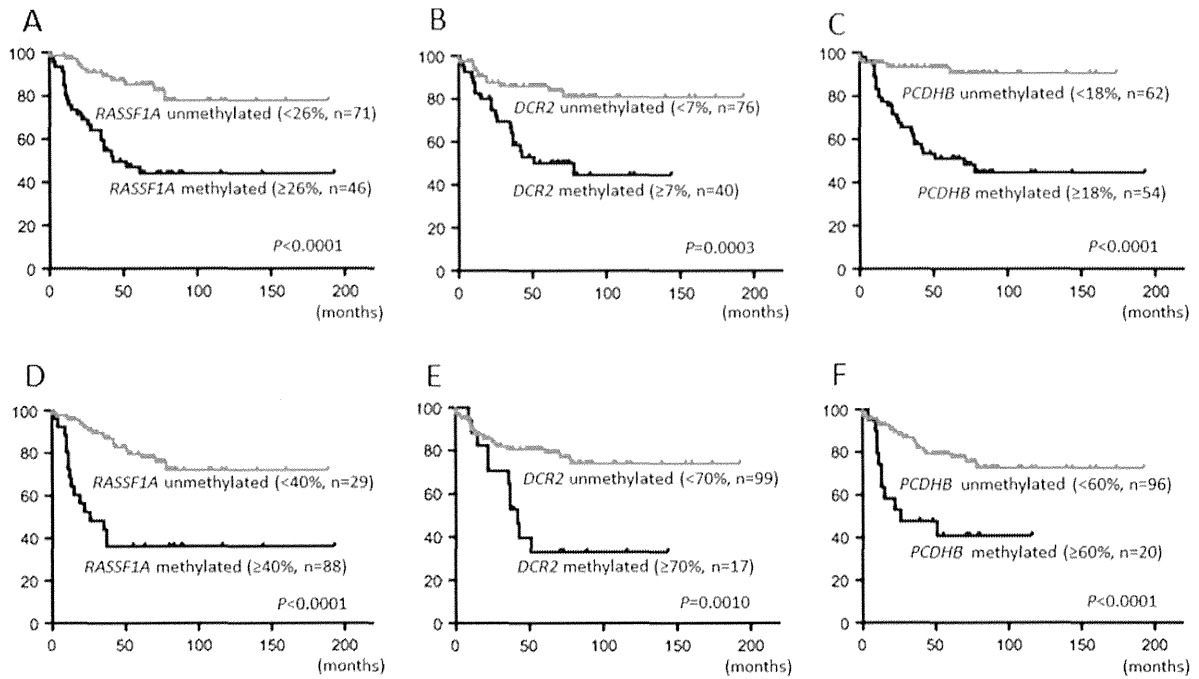 A
100
80
60
40
20
0
RASSF1A unmethylated (<26%, n=71)
RASSF1A methylated (≥26%, n=46)
P<0.0001
0 50 100 150 200
(months)
B
100
80
60
40
20
0
DCR2 unmethylated (<7%, n=76)
DCR2 methylated (≥7%, n=40)
P=0.0003
0 50 100 150 200
(months)
C
100
80
60
40
20
0
PCDHB unmethylated (<18%, n=62)
PCDHB methylated (≥18%, n=54)
P<0.0001
0 50 100 150 200
(months)
D
100
80
60
40
20
0
RASSF1A unmethylated (<40%, n=29)
RASSF1A methylated (≥40%, n=88)
P<0.0001
0 50 100 150 200
(months)
E
100
80
60
40
20
0
DCR2 unmethylated (<70%, n=99)
DCR2 methylated (≥70%, n=17)
P=0.0010
0 50 100 150 200
(months)
F
100
80
60
40
20
0
PCDHB unmethylated (<60%, n=96)
PCDHB methylated (≥60%, n=20)
P<0.0001
0 50 100 150 200
(months)